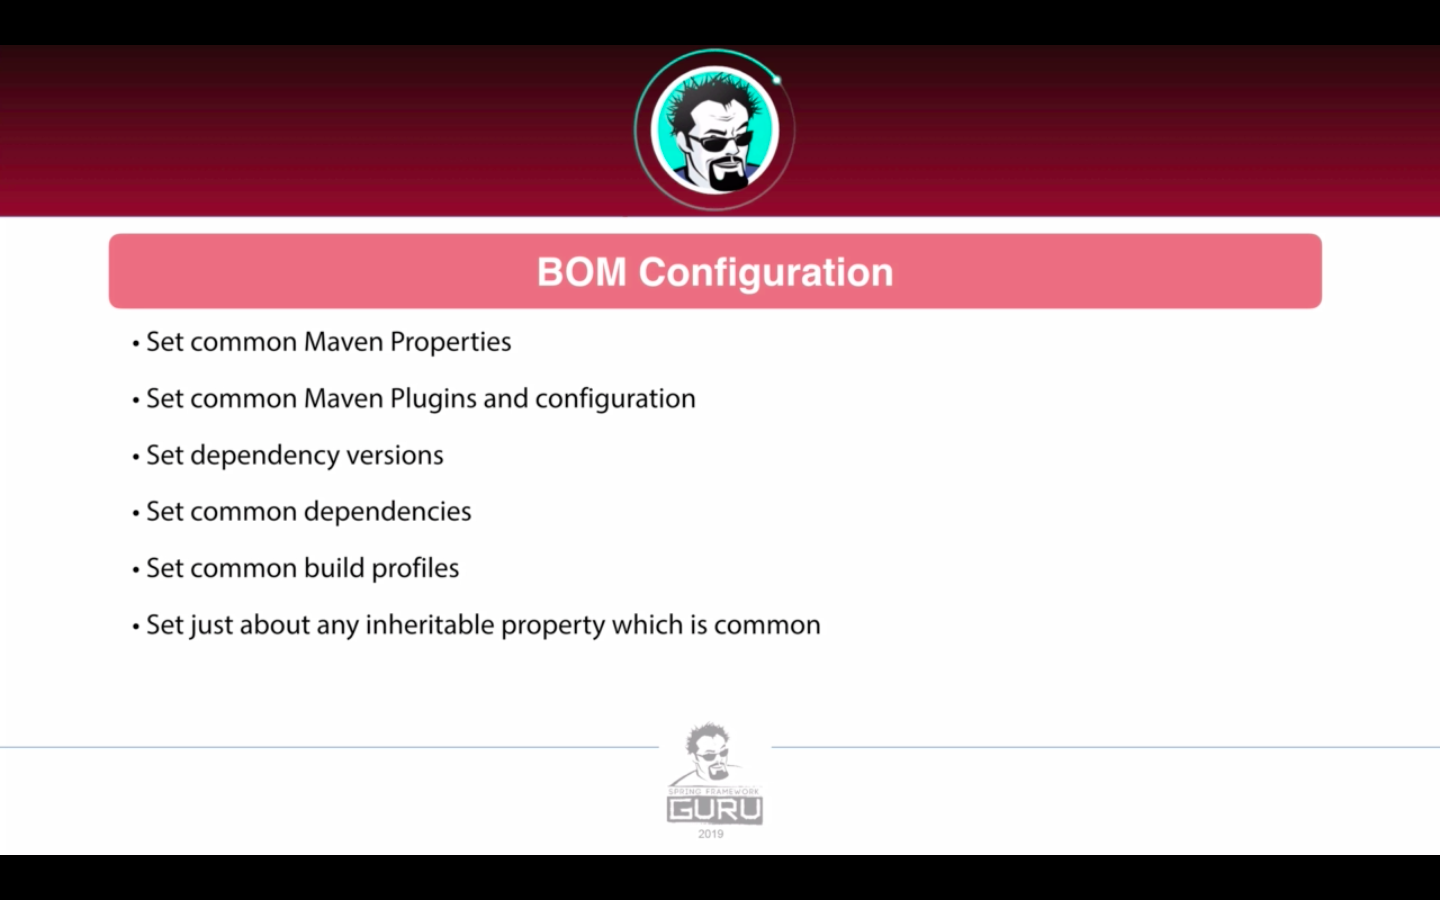 BOM Configuration
• Set common Maven Properties
• Set common Maven Plugins and configuration
• Set dependency versions
• Set common dependencies
• Set common build profiles
• Set just about any inheritable property which is common
SPRING FRAMEWORK
GURU
2019